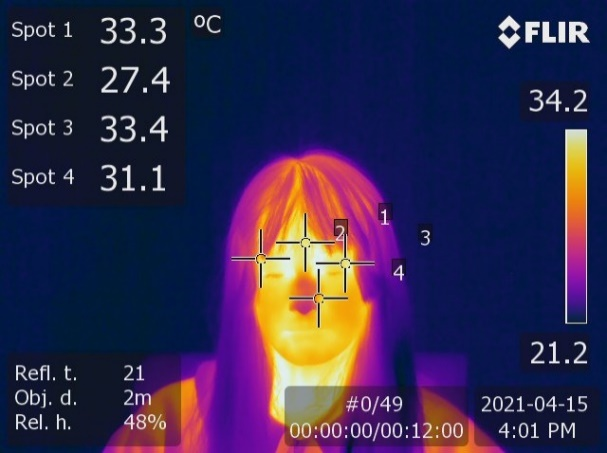 Spot 1 33.3 ºC
Spot 2 27.4
Spot 3 33.4
Spot 4 31.1
FLIR
34.2
1
2
3
4
21.2
Refl. t. 21
Obj. d. 2m
Rel. h. 48%
#0/49
00:00:00/00:12:00
2021-04-15
4:01 PM